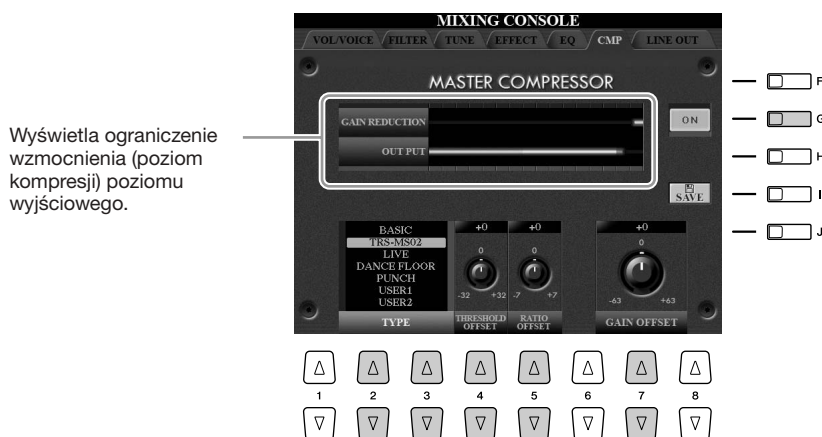 MIXING CONSOLE
VOL/VOICE FILTER TUNE EFFECT EQ CMP LINE OUT
MASTER COMPRESSOR
Wyświetla ograniczenie
wzmocnienia (poziom
kompresji) poziomu
wyjściowego.
GAIN REDUCTION
OUT PUT
ON
SAVE
F
G
H
I
J
BASIC
TRS-MS02
LIVE
DANCE FLOOR
PUNCH
USER1
USER2
TYPE
+0
0
-32 +32
THRESHOLD
OFFSET
+0
0
-7 +7
RATIO
OFFSET
+0
0
-63 +63
GAIN OFFSET
1 2 3 4 5 6 7 8